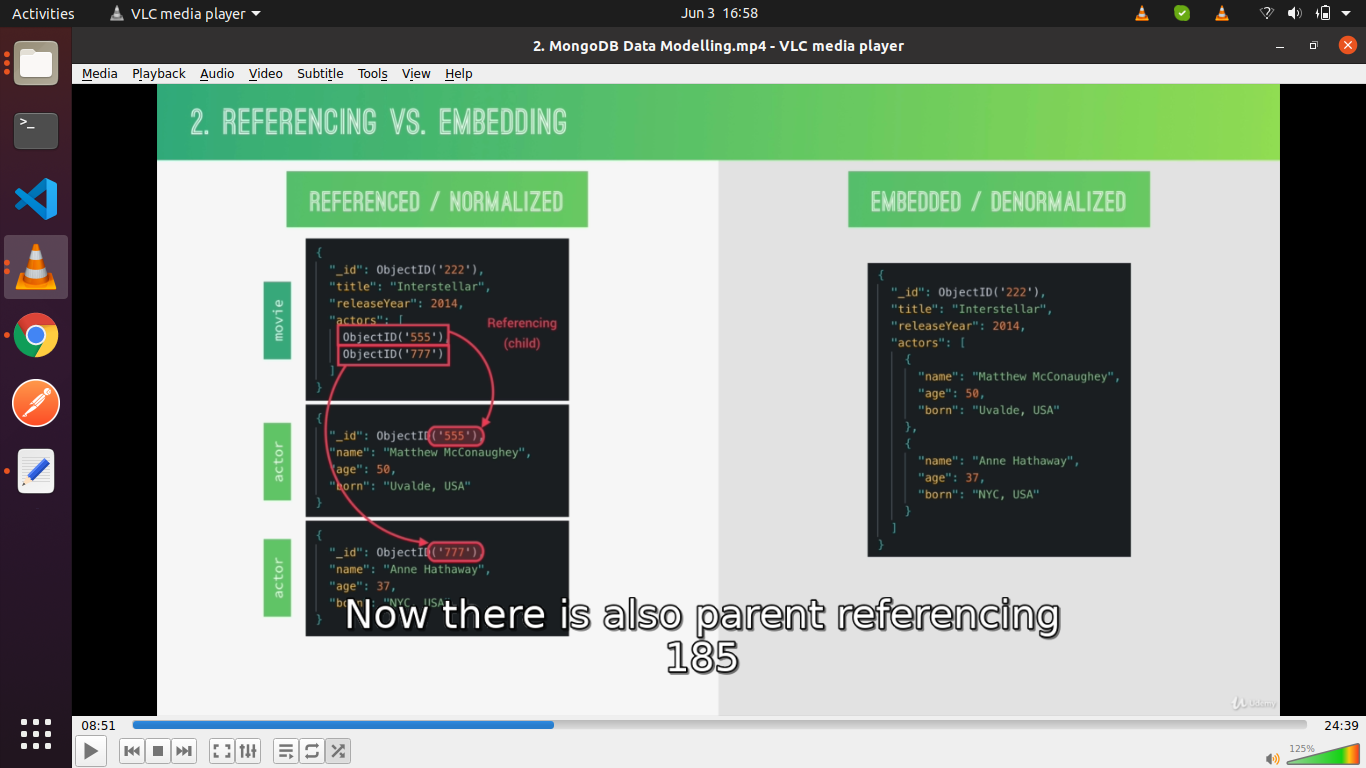 Activities
VLC media player
Jun 3 16:58
2. MongoDB Data Modelling.mp4 - VLC media player
Media Playback Audio Video Subtitle Tools View Help
2. REFERENCING VS. EMBEDDING
REFERENCED / NORMALIZED
movie
{
"_id": ObjectID('222'),
"title": "Interstellar",
"releaseYear": 2014,
"actors": [
ObjectID('555'),
ObjectID('777')
]
}
Referencing
(child)
actor
{
"_id": ObjectID('555'),
"name": "Matthew McConaughey",
"age": 50,
"born": "Uvalde, USA"
}
actor
{
"_id": ObjectID('777'),
"name": "Anne Hathaway",
"age": 37,
"born": "NYC, USA"
}
EMBEDDED / DENORMALIZED
{
"_id": ObjectID('222'),
"title": "Interstellar",
"releaseYear": 2014,
"actors": [
{
"name": "Matthew McConaughey",
"age": 50,
"born": "Uvalde, USA"
},
{
"name": "Anne Hathaway",
"age": 37,
"born": "NYC, USA"
}
]
}
Now there is also parent referencing
185
Udemy
08:51
24:39
125%